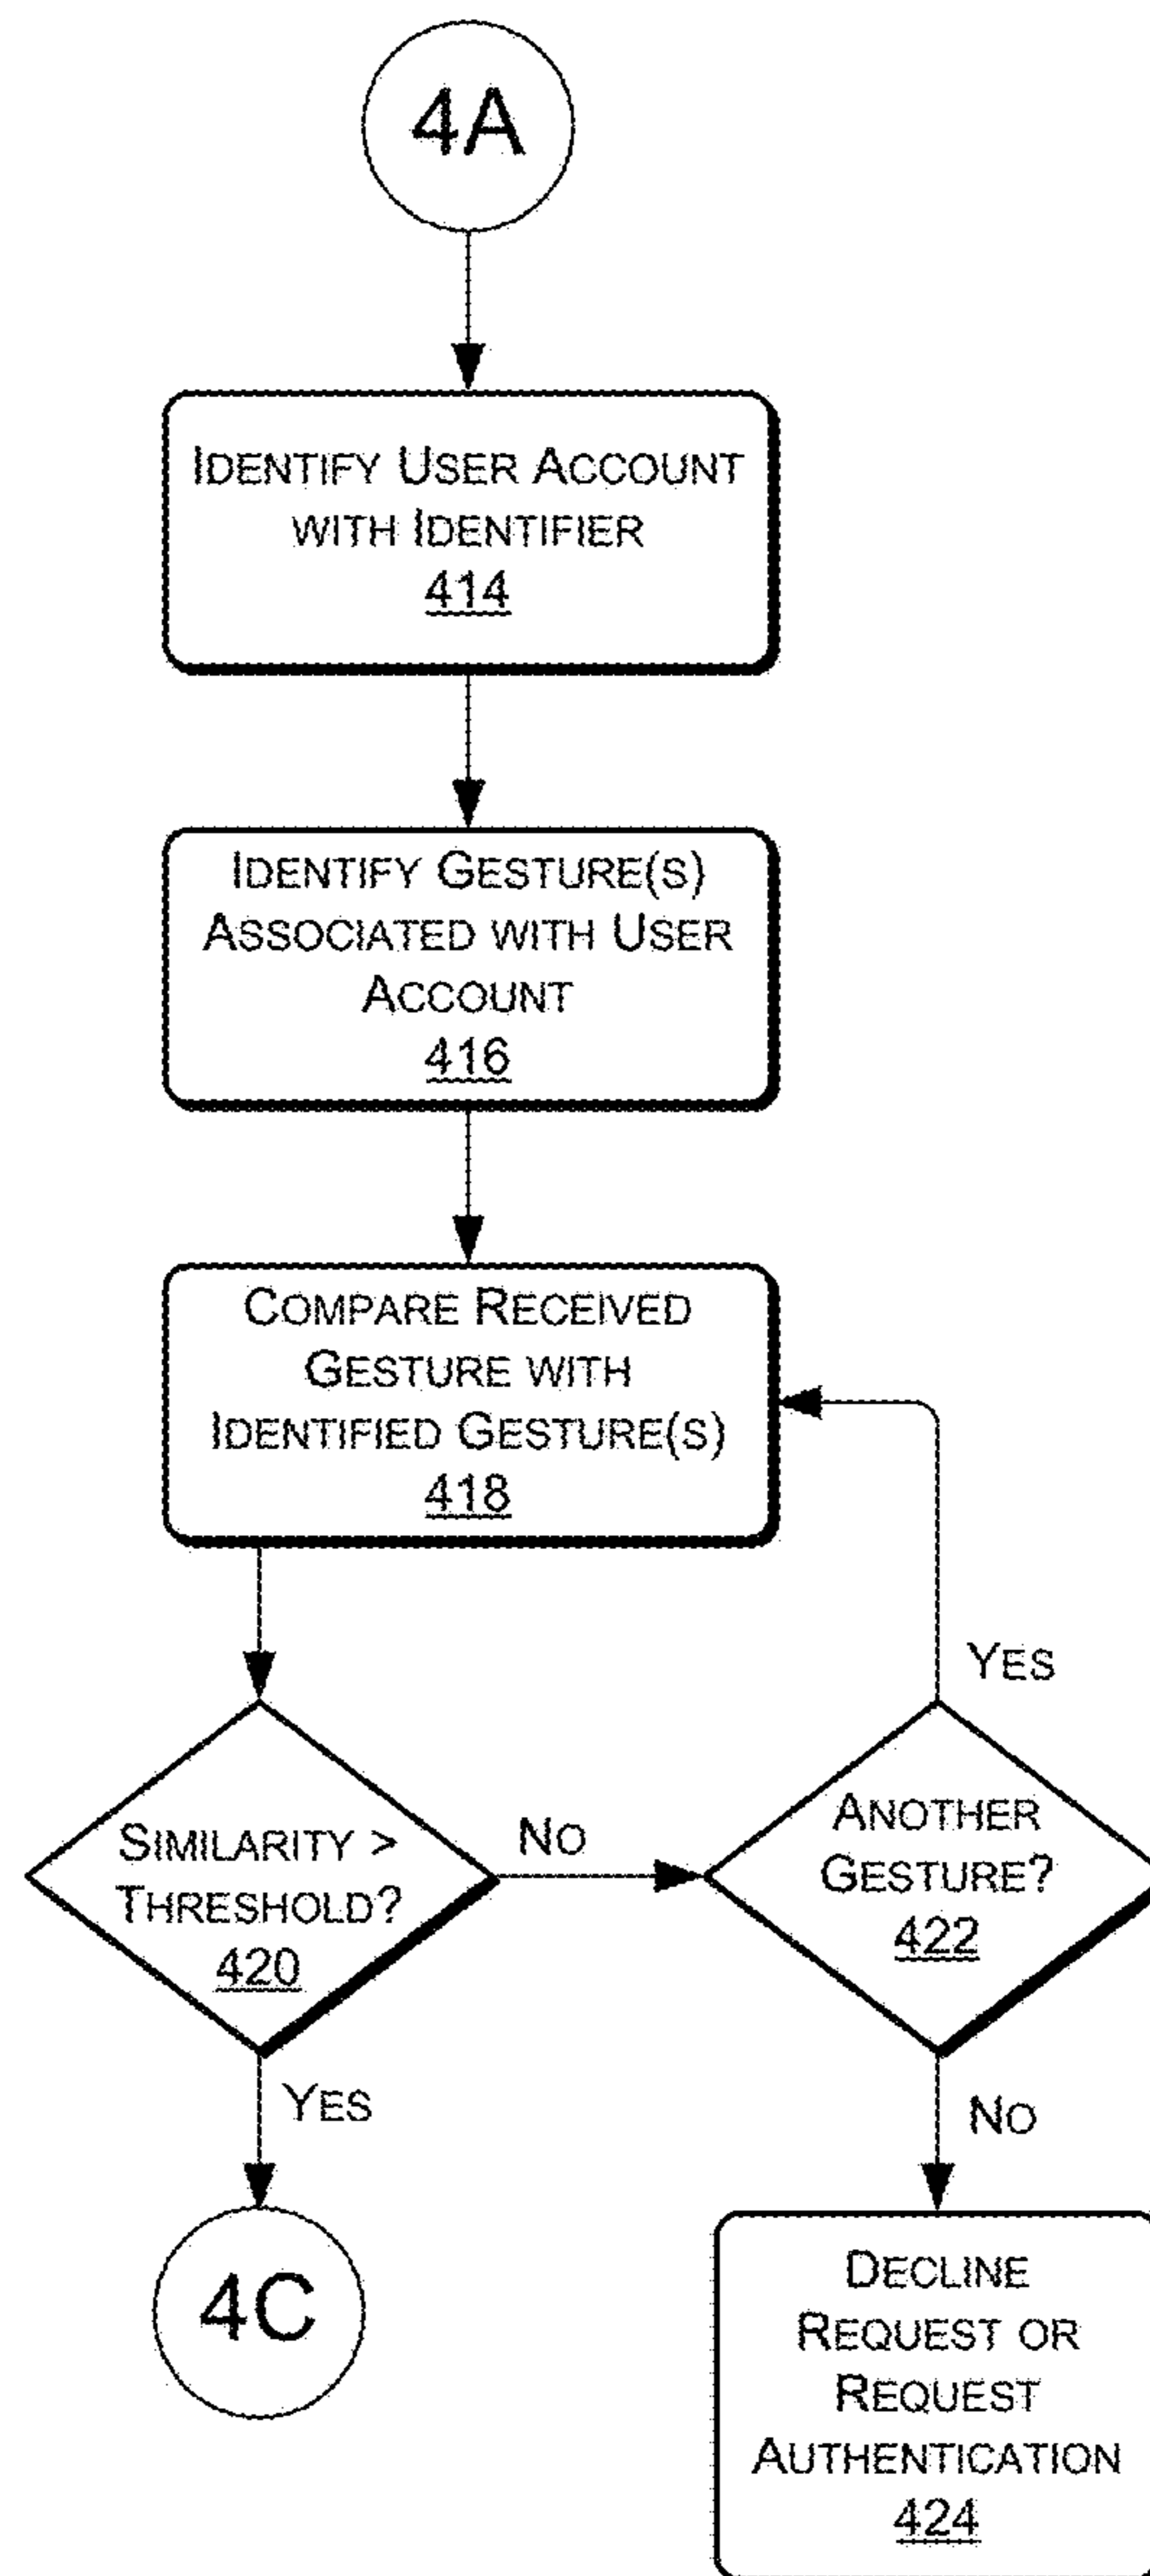 4A
IDENTIFY USER ACCOUNT
WITH IDENTIFIER
414
IDENTIFY GESTURE(S)
ASSOCIATED WITH USER
ACCOUNT
416
COMPARE RECEIVED
GESTURE WITH
IDENTIFIED GESTURE(S)
418
YES
SIMILARITY >
THRESHOLD?
420
NO
ANOTHER
GESTURE?
422
YES
NO
4C
DECLINE
REQUEST OR
REQUEST
AUTHENTICATION
424